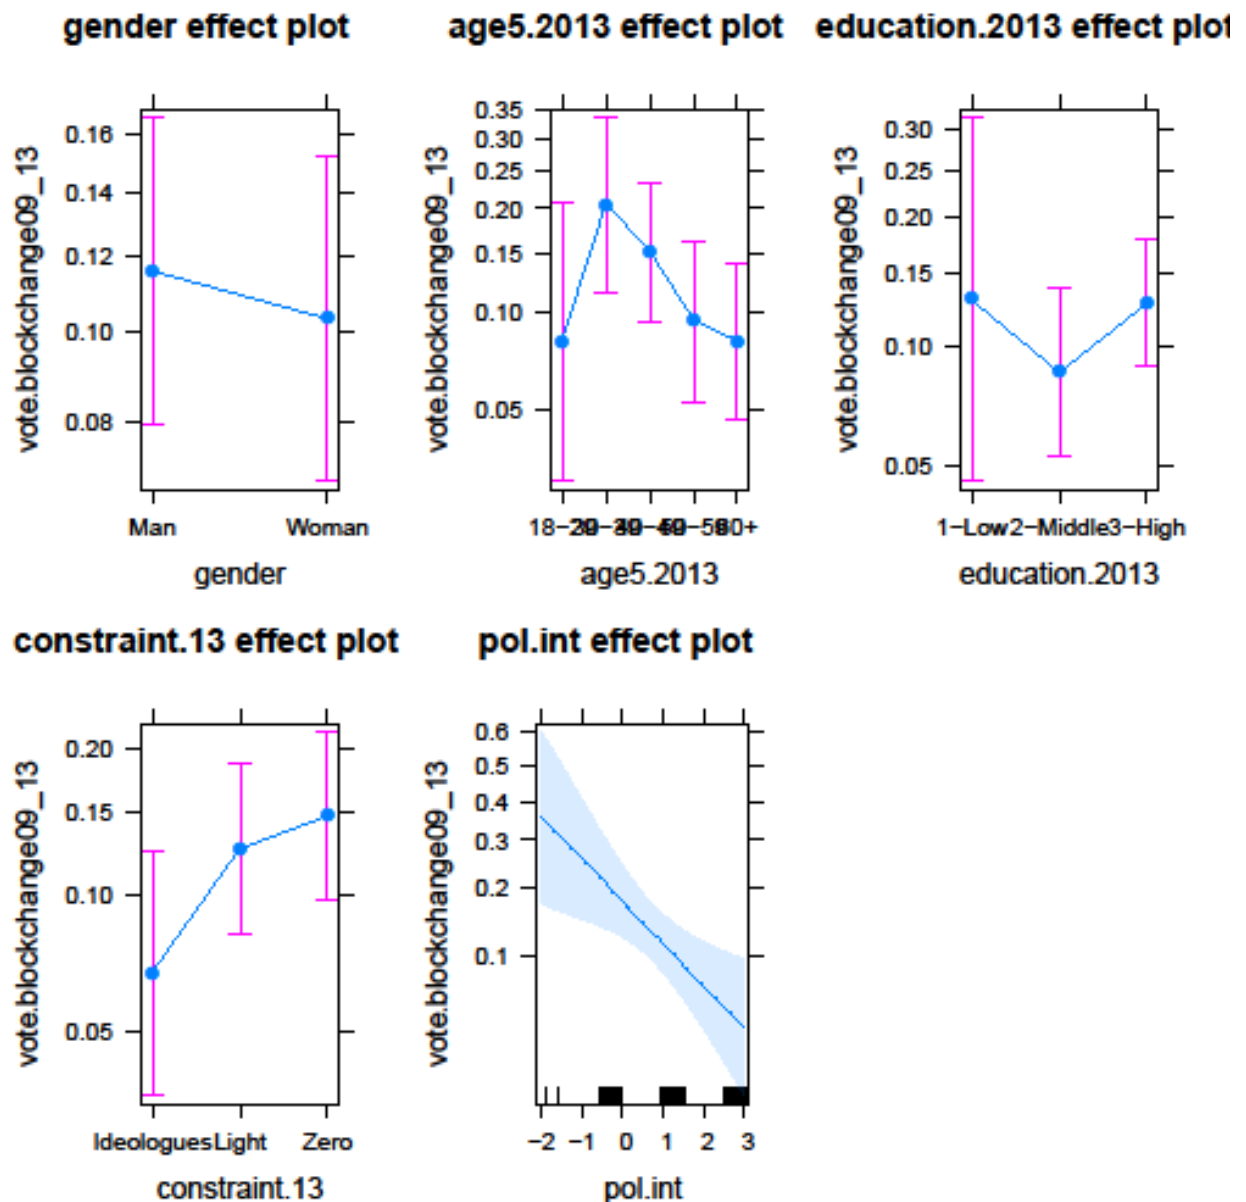 gender effect plot
vote.blockchange09_13
0.16
0.14
0.12
0.10
0.08
Man Woman
gender
age5.2013 effect plot
vote.blockchange09_13
0.35
0.30
0.25
0.20
0.15
0.10
0.05
age5.2013
education.2013 effect plot
vote.blockchange09_13
0.30
0.25
0.20
0.15
0.10
0.05
1−Low 2−Middle 3−High
education.2013
constraint.13 effect plot
vote.blockchange09_13
0.20
0.15
0.10
0.05
Ideologues Light Zero
constraint.13
pol.int effect plot
vote.blockchange09_13
0.6
0.5
0.4
0.3
0.2
0.1
−2 −1 0 1 2 3
pol.int